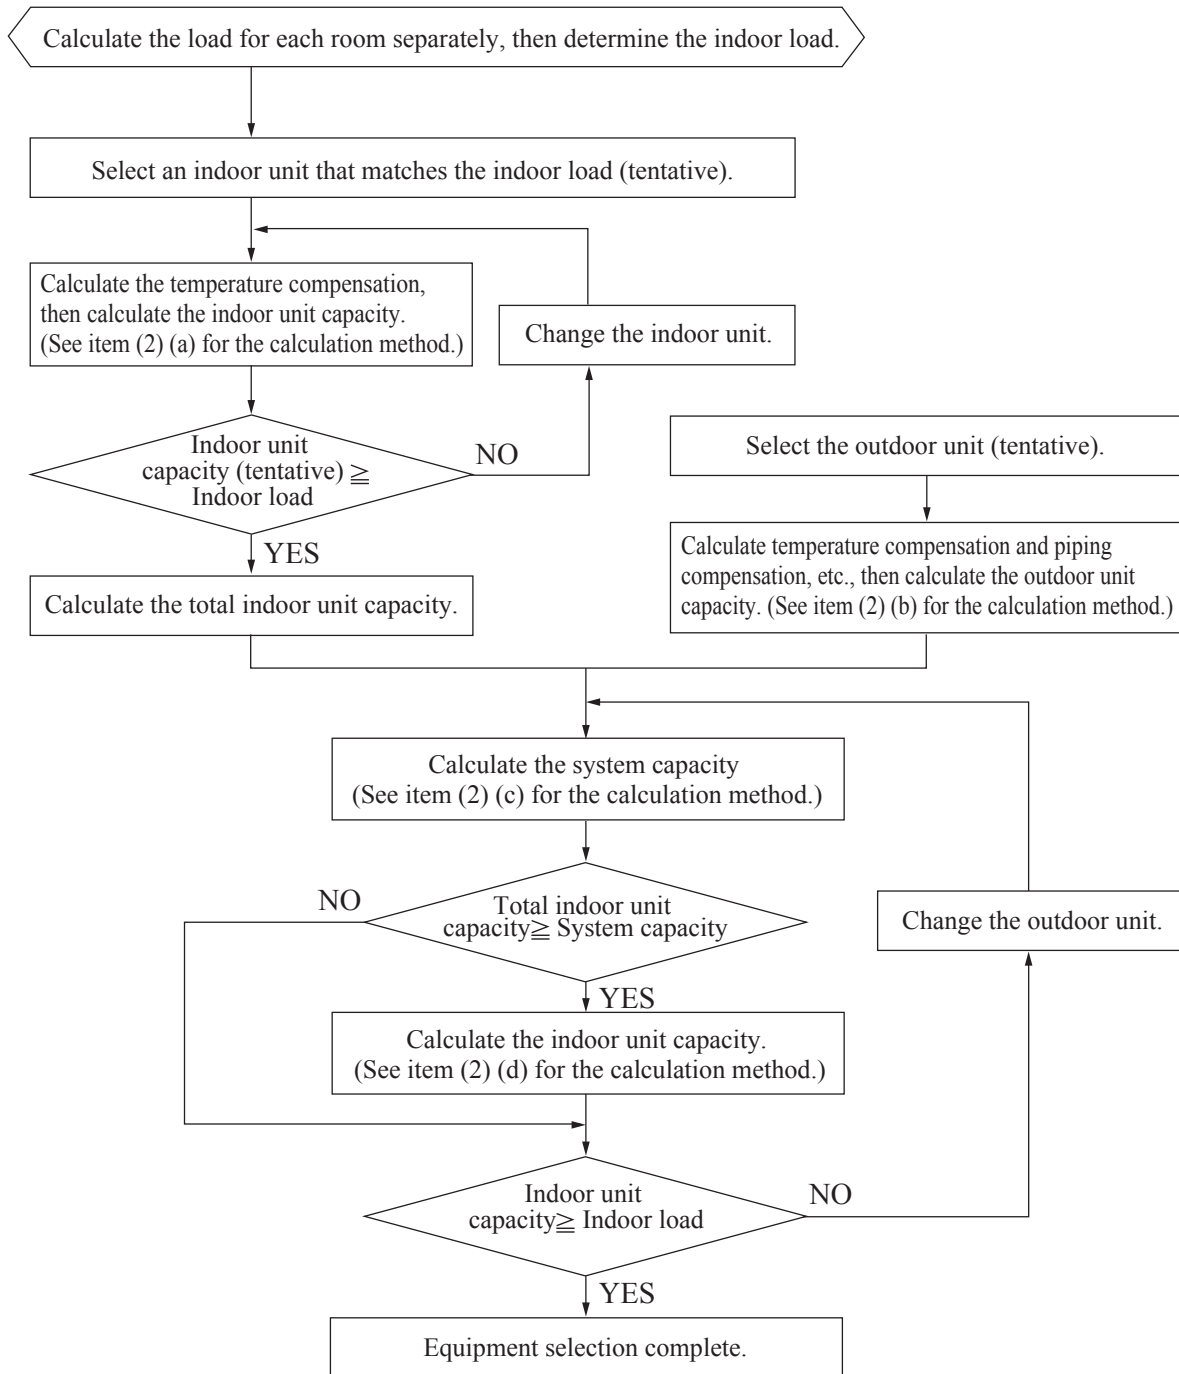 Calculate the load for each room separately, then determine the indoor load.
Select an indoor unit that matches the indoor load (tentative).
Calculate the temperature compensation,
then calculate the indoor unit capacity.
(See item (2) (a) for the calculation method.)
Change the indoor unit.
Indoor unit
capacity (tentative) ≧
Indoor load
NO
YES
Calculate the total indoor unit capacity.
Select the outdoor unit (tentative).
Calculate temperature compensation and piping
compensation, etc., then calculate the outdoor unit
capacity. (See item (2) (b) for the calculation method.)
Calculate the system capacity
(See item (2) (c) for the calculation method.)
NO
Total indoor unit
capacity≧ System capacity
Change the outdoor unit.
YES
Calculate the indoor unit capacity.
(See item (2) (d) for the calculation method.)
Indoor unit
capacity≧ Indoor load
NO
YES
Equipment selection complete.